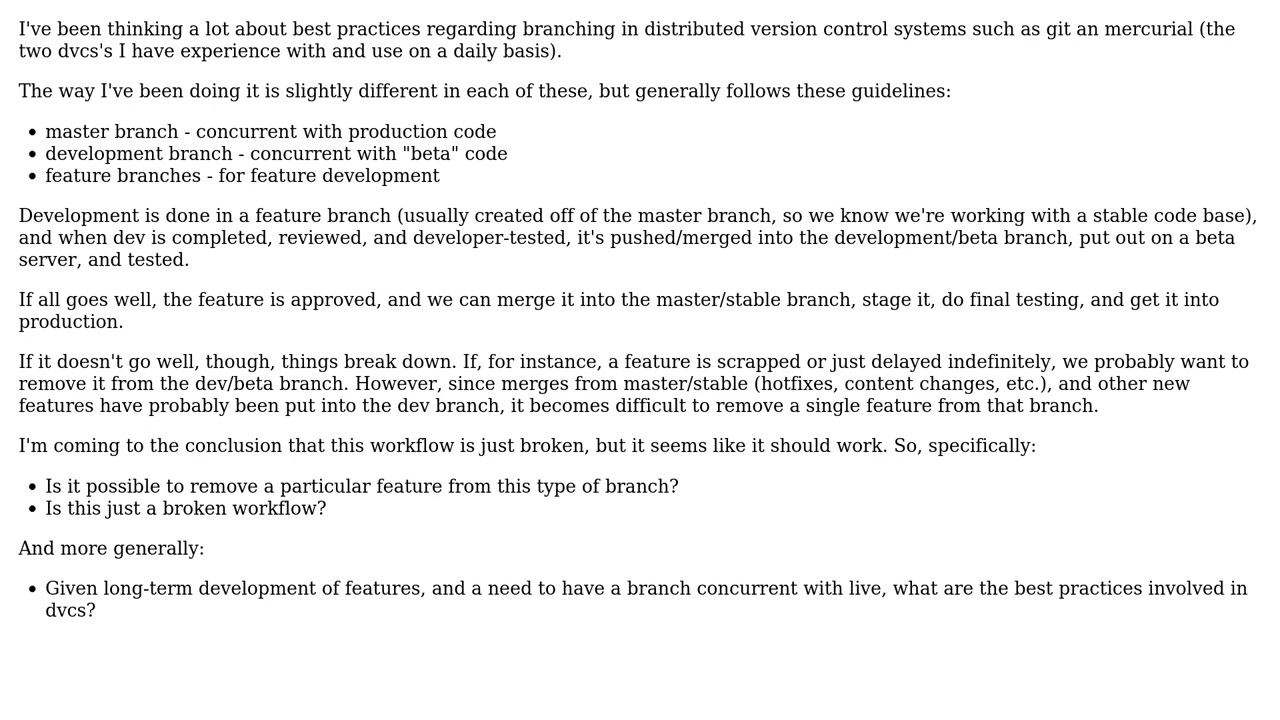 I've been thinking a lot about best practices regarding branching in distributed version control systems such as git an mercurial (the
two dvcs's I have experience with and use on a daily basis).
The way I've been doing it is slightly different in each of these, but generally follows these guidelines:
• master branch - concurrent with production code
• development branch - concurrent with "beta" code
• feature branches - for feature development
Development is done in a feature branch (usually created off of the master branch, so we know we're working with a stable code base),
and when dev is completed, reviewed, and developer-tested, it's pushed/merged into the development/beta branch, put out on a beta
server, and tested.
If all goes well, the feature is approved, and we can merge it into the master/stable branch, stage it, do final testing, and get it into
production.
If it doesn't go well, though, things break down. If, for instance, a feature is scrapped or just delayed indefinitely, we probably want to
remove it from the dev/beta branch. However, since merges from master/stable (hotfixes, content changes, etc.), and other new
features have probably been put into the dev branch, it becomes difficult to remove a single feature from that branch.
I'm coming to the conclusion that this workflow is just broken, but it seems like it should work. So, specifically:
• Is it possible to remove a particular feature from this type of branch?
• Is this just a broken workflow?
And more generally:
• Given long-term development of features, and a need to have a branch concurrent with live, what are the best practices involved in
dvcs?